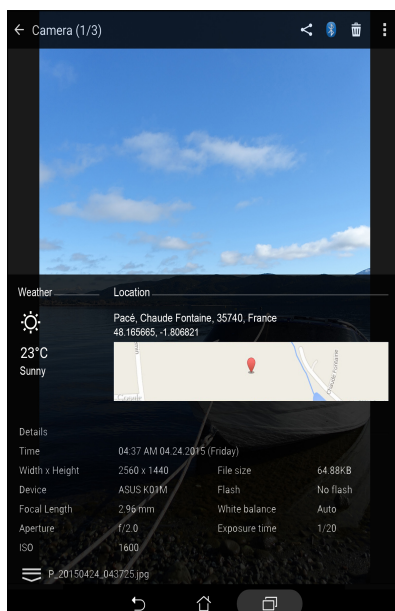 Camera (1/3)
Weather Location
Pacé, Chaude Fontaine, 35740, France
48.165665, -1.806821
23°C
Sunny
Chaude Fontaine
Google
Details
Time 04:37 AM 04.24.2015 (Friday)
Width x Height 2560 x 1440 File size 64.88KB
Device ASUS K01M Flash No flash
Focal Length 2.96 mm White balance Auto
Aperture f/2.0 Exposure time 1/20
ISO 1600
P_20150424_043725.jpg